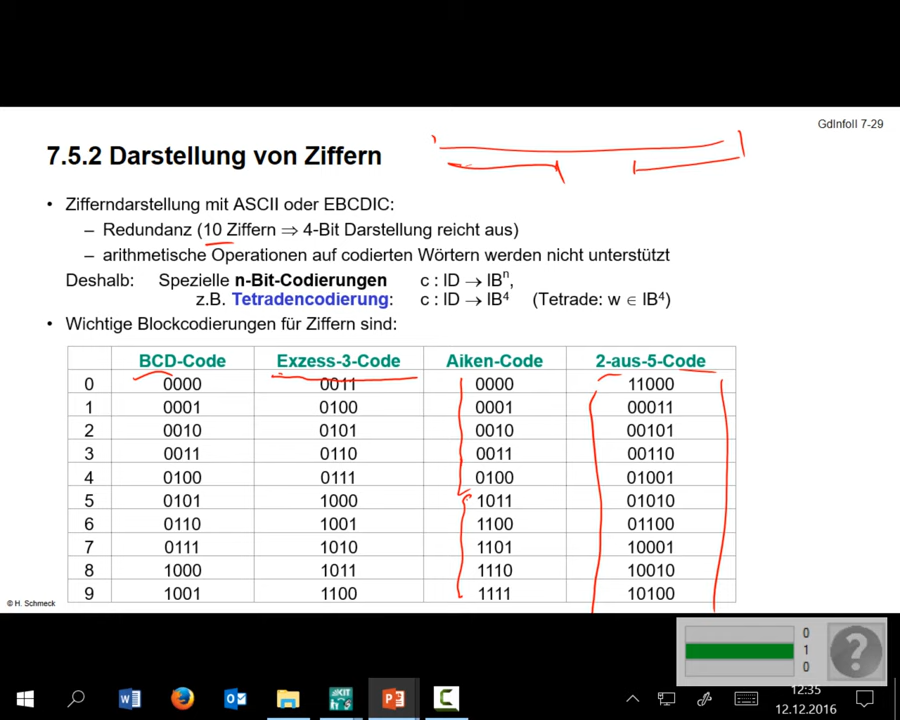 GdInfoII 7-29
7.5.2 Darstellung von Ziffern
• Zifferndarstellung mit ASCII oder EBCDIC:
– Redundanz (10 Ziffern ⇒ 4-Bit Darstellung reicht aus)
– arithmetische Operationen auf codierten Wörtern werden nicht unterstützt
Deshalb: Spezielle n-Bit-Codierungen c : ID → IBⁿ,
z.B. Tetradencodierung: c : ID → IB⁴ (Tetrade: w ∈ IB⁴)
• Wichtige Blockcodierungen für Ziffern sind:
BCD-Code Exzess-3-Code Aiken-Code 2-aus-5-Code
0 0000 0011 0000 11000
1 0001 0100 0001 00011
2 0010 0101 0010 00101
3 0011 0110 0011 00110
4 0100 0111 0100 01001
5 0101 1000 1011 01010
6 0110 1001 1100 01100
7 0111 1010 1101 10001
8 1000 1011 1110 10010
9 1001 1100 1111 10100
© H. Schmeck
0
1
0
?
12:35
12.12.2016